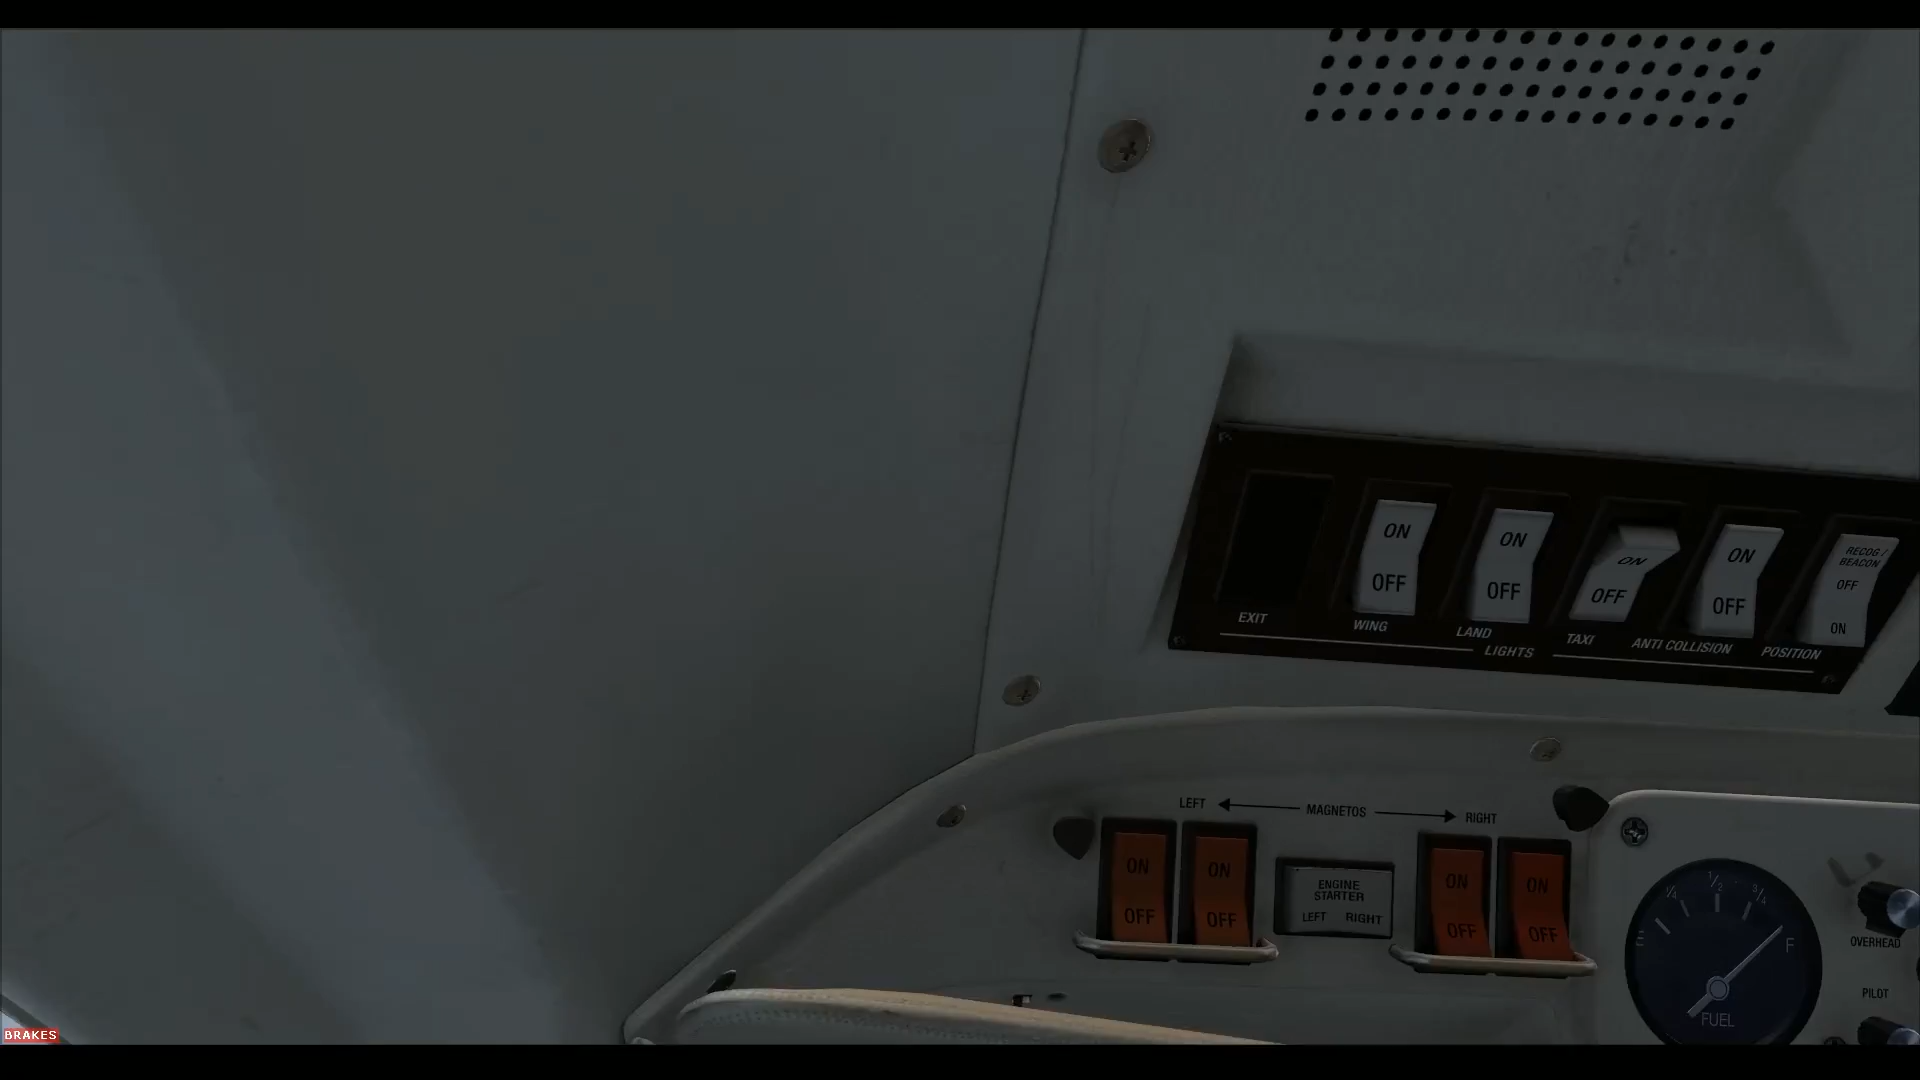 ON
OFF
ON
OFF
ON
OFF
ON
OFF
RECOG /
BEACON
OFF
ON
EXIT
WING
LAND
TAXI
ANTI COLLISION
POSITION
LIGHTS
LEFT
MAGNETOS
RIGHT
ON
OFF
ON
OFF
ENGINE
STARTER
LEFT RIGHT
ON
OFF
ON
OFF
E
1/4
1/2
3/4
F
FUEL
OVERHEAD
PILOT
BRAKES